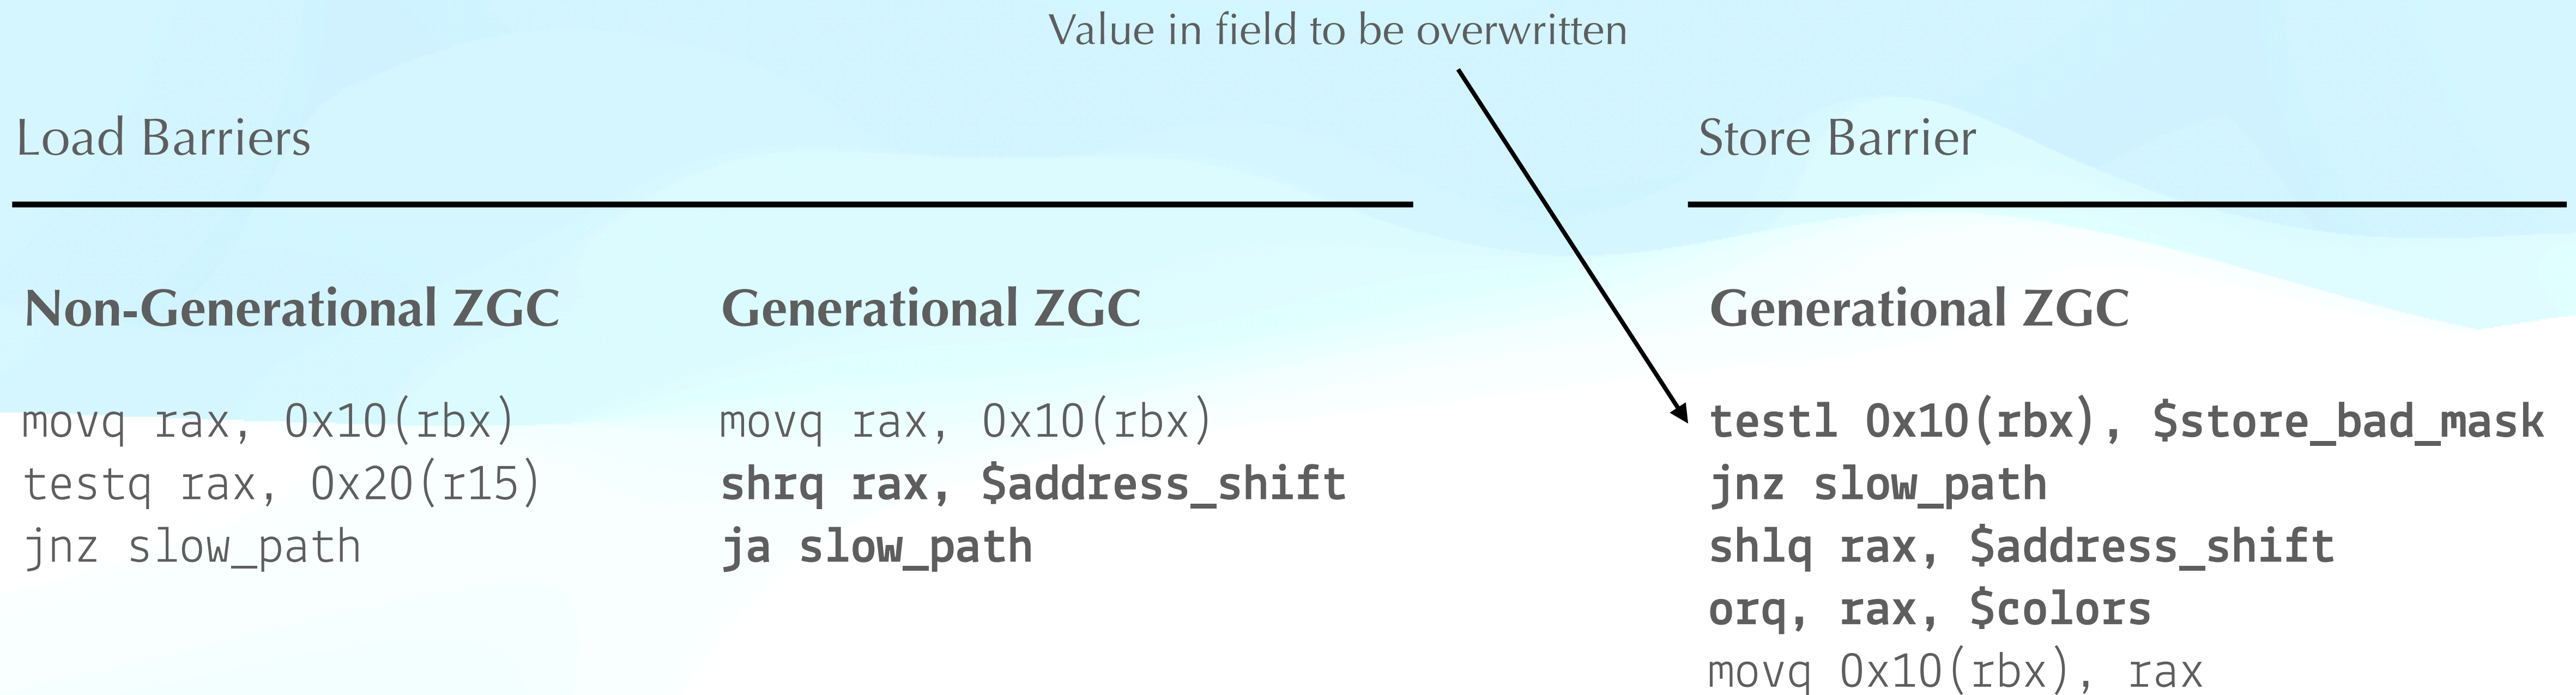 Value in field to be overwritten
Load Barriers
Non-Generational ZGC
movq rax, 0x10(rbx)
testq rax, 0x20(r15)
jnz slow_path
Generational ZGC
movq rax, 0x10(rbx)
shrq rax, $address_shift
ja slow_path
Store Barrier
Generational ZGC
testl 0x10(rbx), $store_bad_mask
jnz slow_path
shlq rax, $address_shift
orq, rax, $colors
movq 0x10(rbx), rax